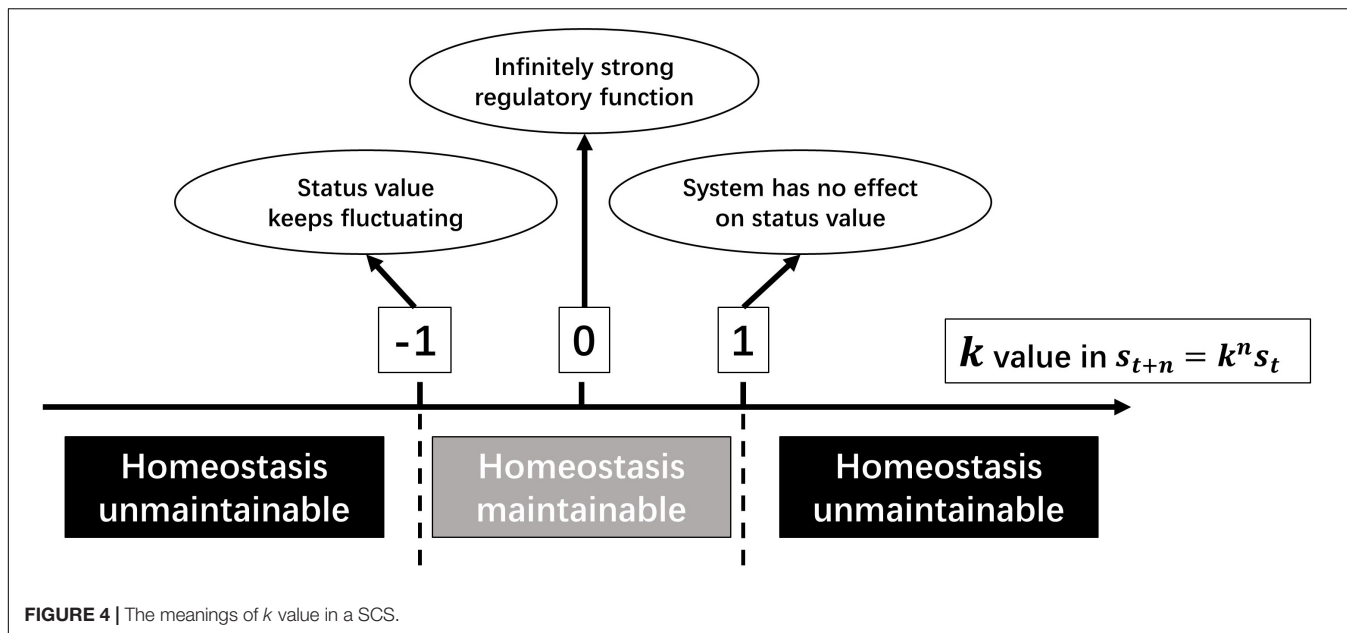 Infinitely strong
regulatory function
Status value
keeps fluctuating
System has no effect
on status value
-1
0
1
k value in s_{t+n} = k^n s_t
Homeostasis
unmaintainable
Homeostasis
maintainable
Homeostasis
unmaintainable
FIGURE 4 | The meanings of k value in a SCS.